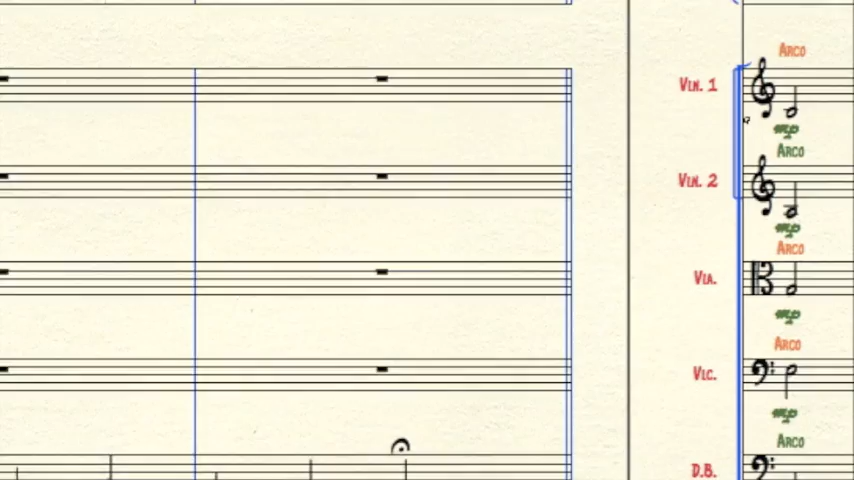 Arco
Vln. 1
mp
Arco
Vln. 2
mp
Arco
Vla.
mp
Arco
Vlc.
mp
Arco
D.B.